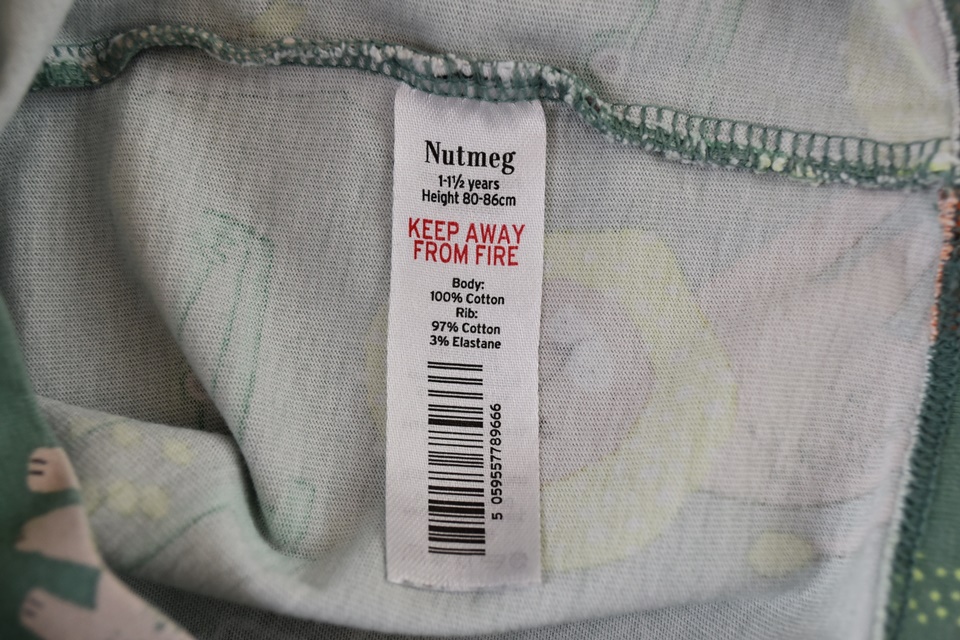 Nutmeg
1-1½ years
Height 80-86cm
KEEP AWAY
FROM FIRE
Body:
100% Cotton
Rib:
97% Cotton
3% Elastane
5 059557789666